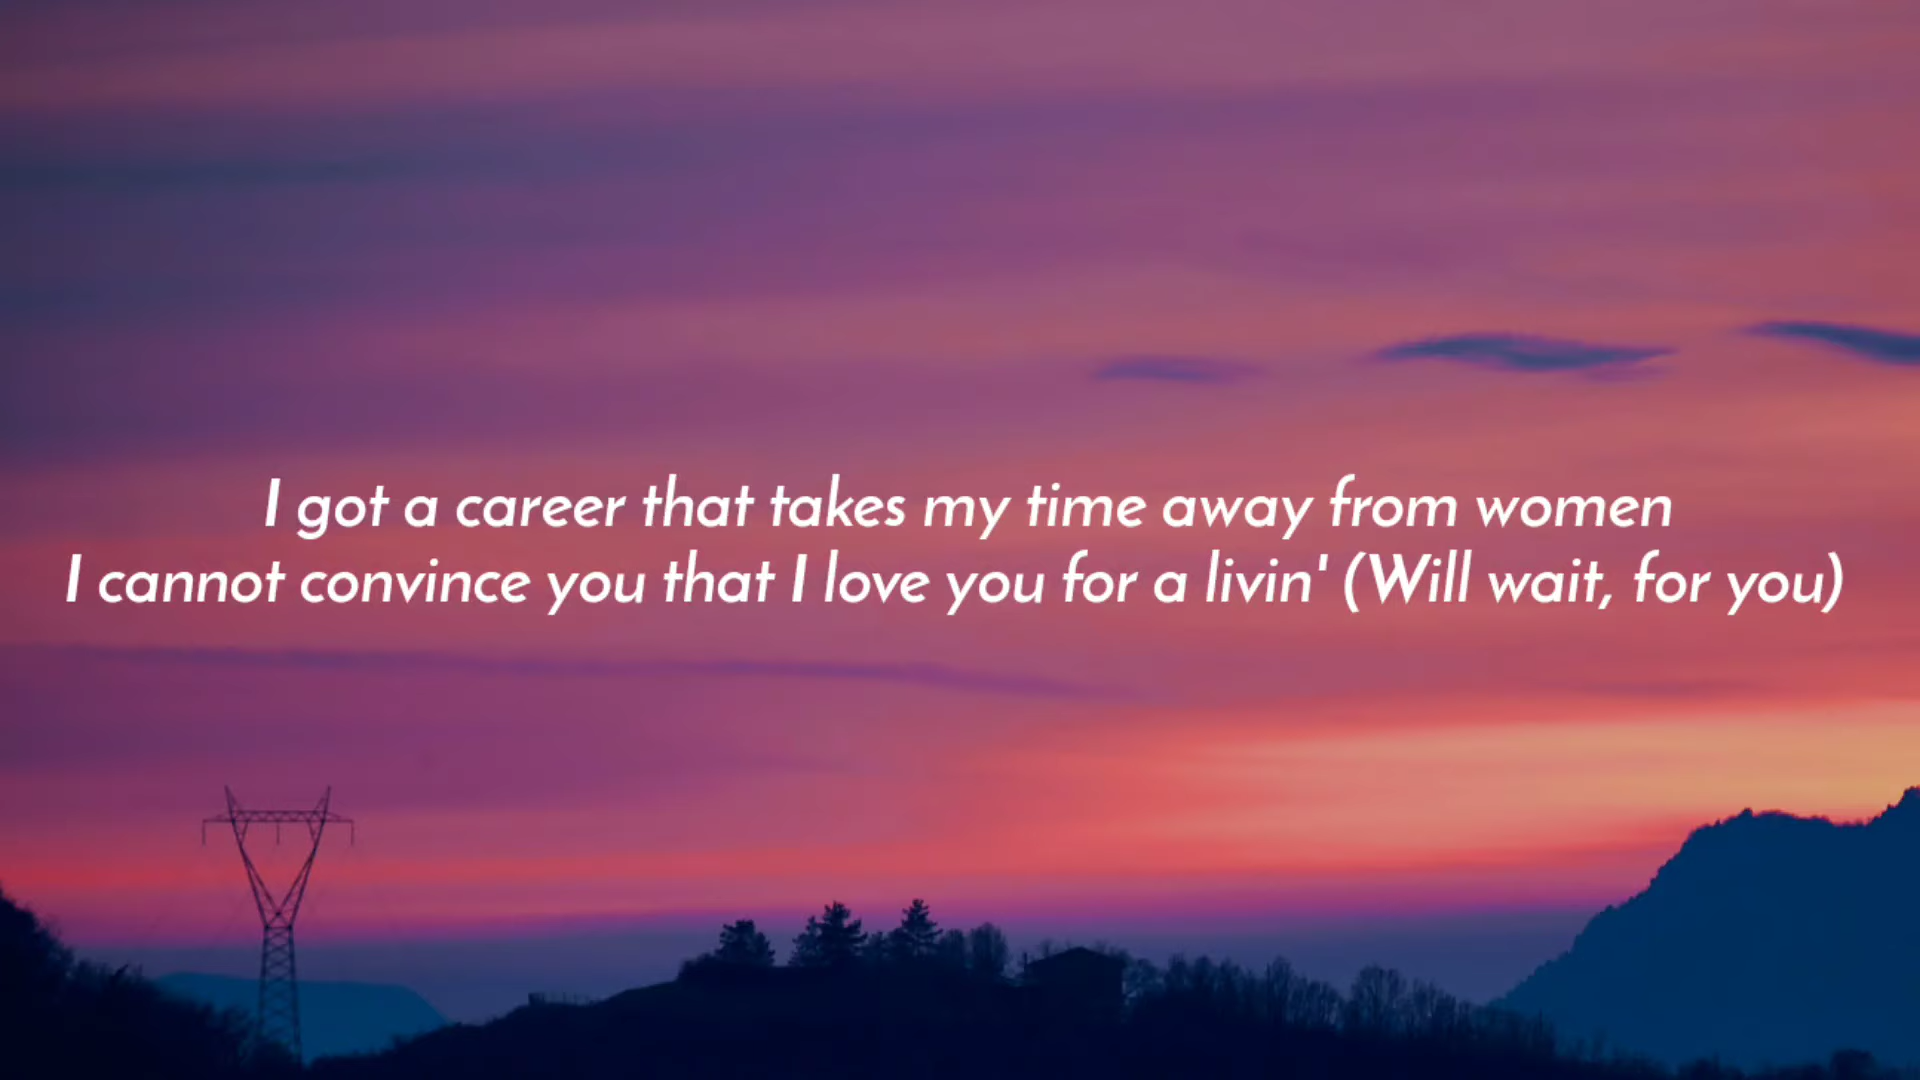 I got a career that takes my time away from women
I cannot convince you that I love you for a livin' (Will wait, for you)